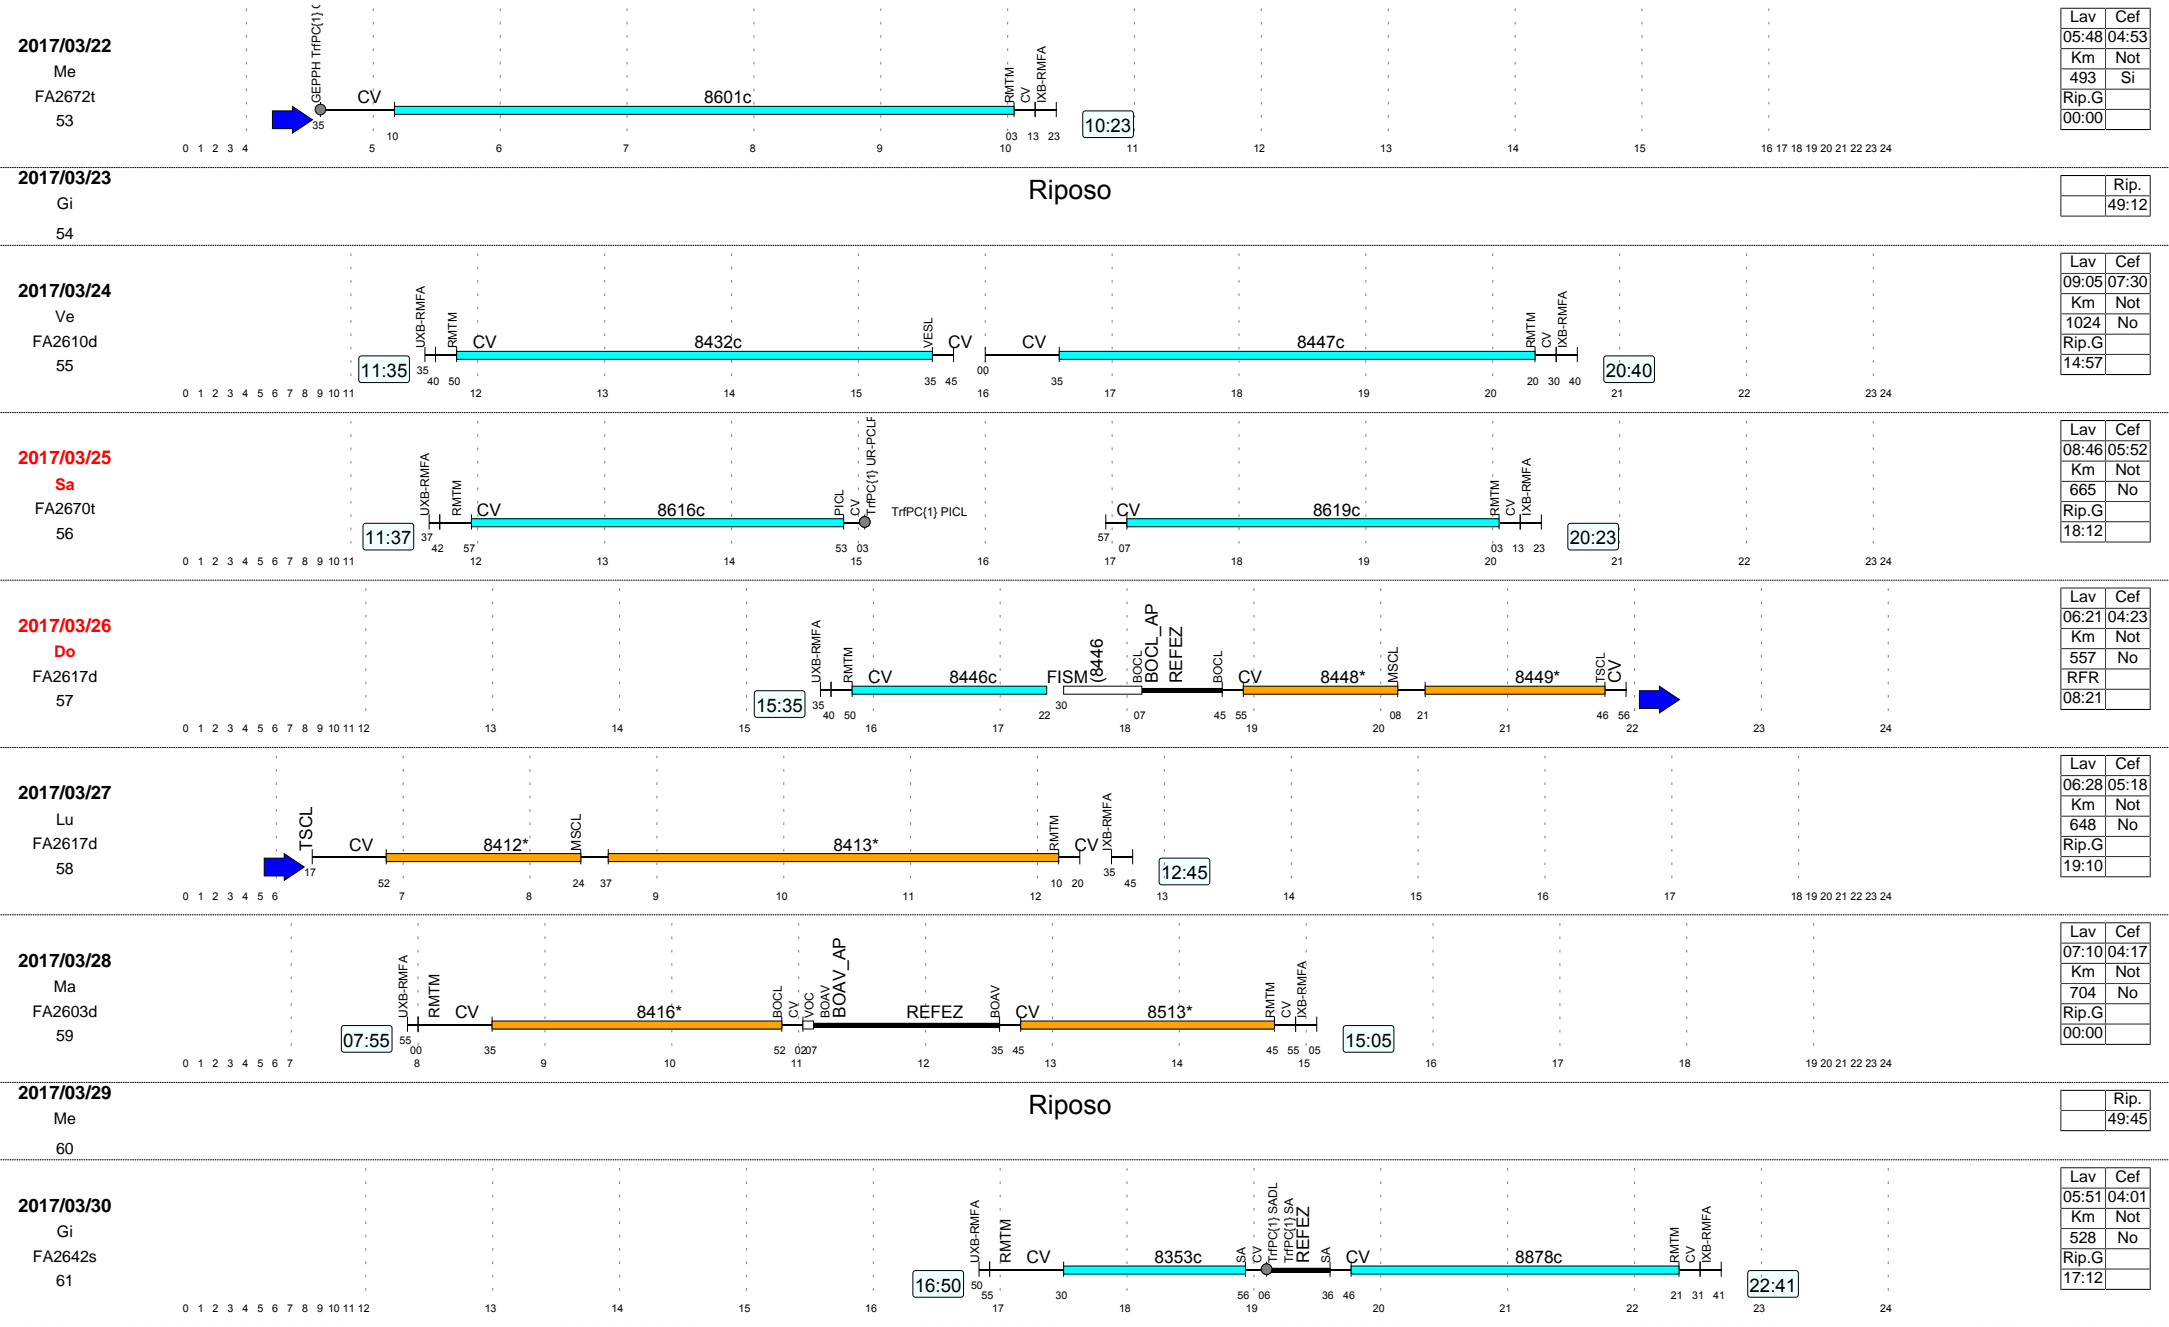 2017/03/22
Me
FA2672t
53
GEPPH TrfPC{1}
CV 8601c RMTM CV IXB-RMFA
35 10 03 13 23
10:23
0 1 2 3 4 5 6 7 8 9 10 11 12 13 14 15 16 17 18 19 20 21 22 23 24
Lav Cef
05:48 04:53
Km Not
493 Si
Rip.G
00:00
2017/03/23
Gi
54
Riposo
Rip.
49:12
2017/03/24
Ve
FA2610d
55
11:35
UXB-RMFA RMTM CV 8432c VESL CV CV 8447c RMTM CV IXB-RMFA
35 40 50 35 45 00 35 20 30 40
20:40
0 1 2 3 4 5 6 7 8 9 10 11 12 13 14 15 16 17 18 19 20 21 22 23 24
Lav Cef
09:05 07:30
Km Not
1024 No
Rip.G
14:57
2017/03/25
Sa
FA2670t
56
11:37
UXB-RMFA RMTM CV 8616c PICL CV TrfPC{1} UR-PCLF TrfPC{1} PICL CV 8619c RMTM CV IXB-RMFA
37 42 57 53 03 57 07 03 13 23
20:23
0 1 2 3 4 5 6 7 8 9 10 11 12 13 14 15 16 17 18 19 20 21 22 23 24
Lav Cef
08:46 05:52
Km Not
665 No
Rip.G
18:12
2017/03/26
Do
FA2617d
57
15:35
UXB-RMFA RMTM CV 8446c FISM (8446 BOCL BOCL_AP REFEZ BOCL CV 8448* MSCL 8449* TSCL CV
35 40 50 22 30 07 45 55 08 21 46 56
0 1 2 3 4 5 6 7 8 9 10 11 12 13 14 15 16 17 18 19 20 21 22 23 24
Lav Cef
06:21 04:23
Km Not
557 No
RFR
08:21
2017/03/27
Lu
FA2617d
58
TSCL CV 8412* MSCL 8413* RMTM CV IXB-RMFA
17 52 24 37 10 20 35 45
12:45
0 1 2 3 4 5 6 7 8 9 10 11 12 13 14 15 16 17 18 19 20 21 22 23 24
Lav Cef
06:28 05:18
Km Not
648 No
Rip.G
19:10
2017/03/28
Ma
FA2603d
59
07:55
UXB-RMFA RMTM CV 8416* BOCL CV VOC BOAV BOAV_AP REFEZ BOAV CV 8513* RMTM CV IXB-RMFA
55 00 35 52 02 07 35 45 45 55 05
15:05
0 1 2 3 4 5 6 7 8 9 10 11 12 13 14 15 16 17 18 19 20 21 22 23 24
Lav Cef
07:10 04:17
Km Not
704 No
Rip.G
00:00
2017/03/29
Me
60
Riposo
Rip.
49:45
2017/03/30
Gi
FA2642s
61
16:50
UXB-RMFA RMTM CV 8353c SA CV TrfPC{1} SADL TrfPC{1} SA REFEZ SA CV 8878c RMTM CV IXB-RMFA
50 55 30 56 06 36 46 21 31 41
22:41
0 1 2 3 4 5 6 7 8 9 10 11 12 13 14 15 16 17 18 19 20 21 22 23 24
Lav Cef
05:51 04:01
Km Not
528 No
Rip.G
17:12